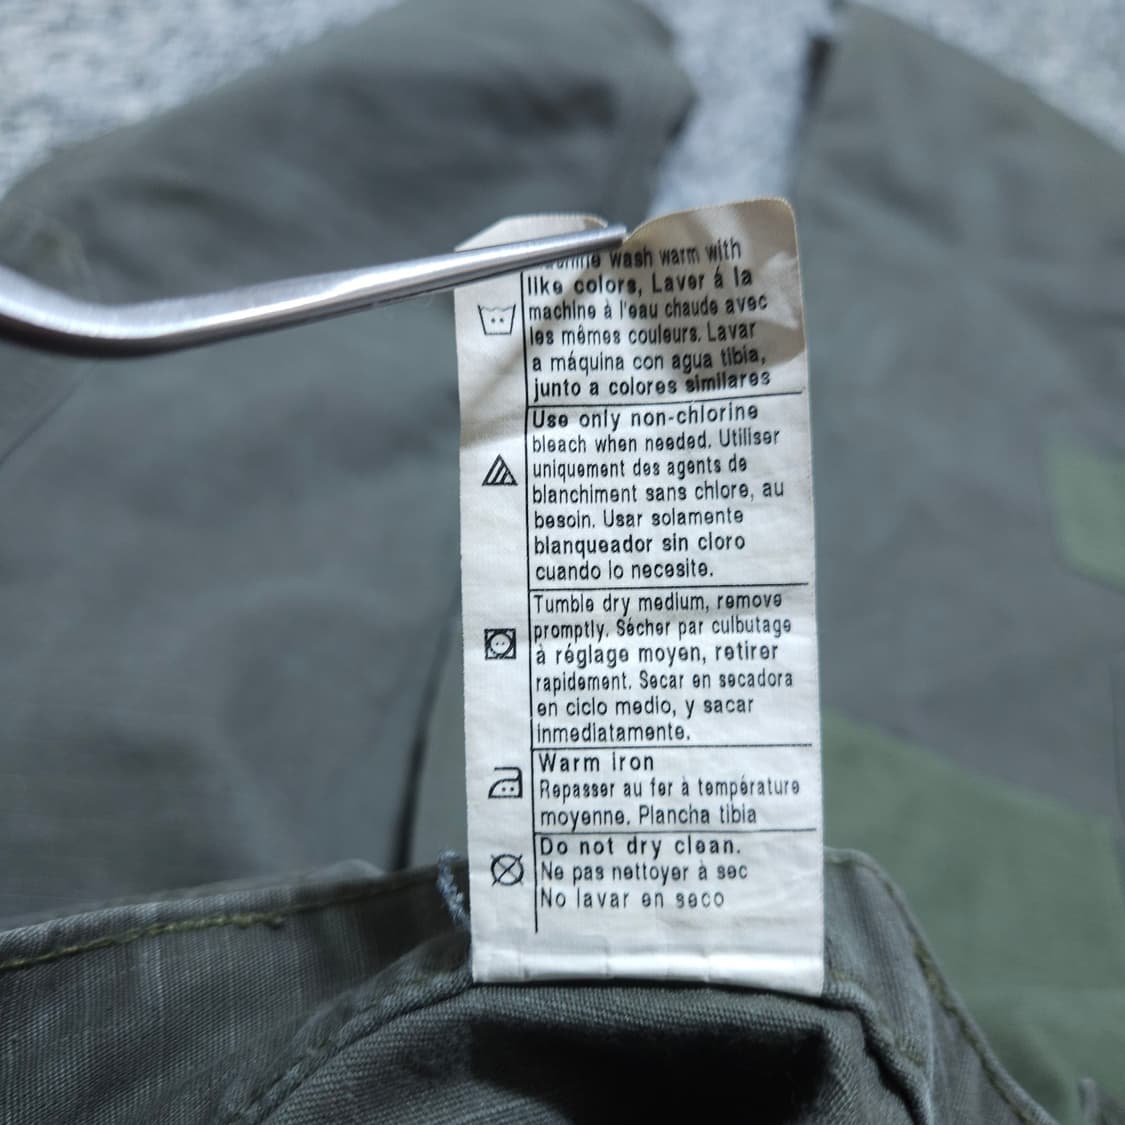 wash warm with
like colors, Laver á la
machine à l'eau chaude avec
les mêmes couleurs. Lavar
a máquina con agua tibia,
junto a colores similares
Use only non-chlorine
bleach when needed. Utiliser
uniquement des agents de
blanchiment sans chlore, au
besoin. Usar solamente
blanqueador sin cloro
cuando lo necesite.
Tumble dry medium, remove
promptly. Sécher par culbutage
à réglage moyen, retirer
rapidement. Secar en secadora
en ciclo medio, y sacar
inmediatamente.
Warm iron
Repasser au fer à température
moyenne. Plancha tibia
Do not dry clean.
Ne pas nettoyer à sec
No lavar en seco